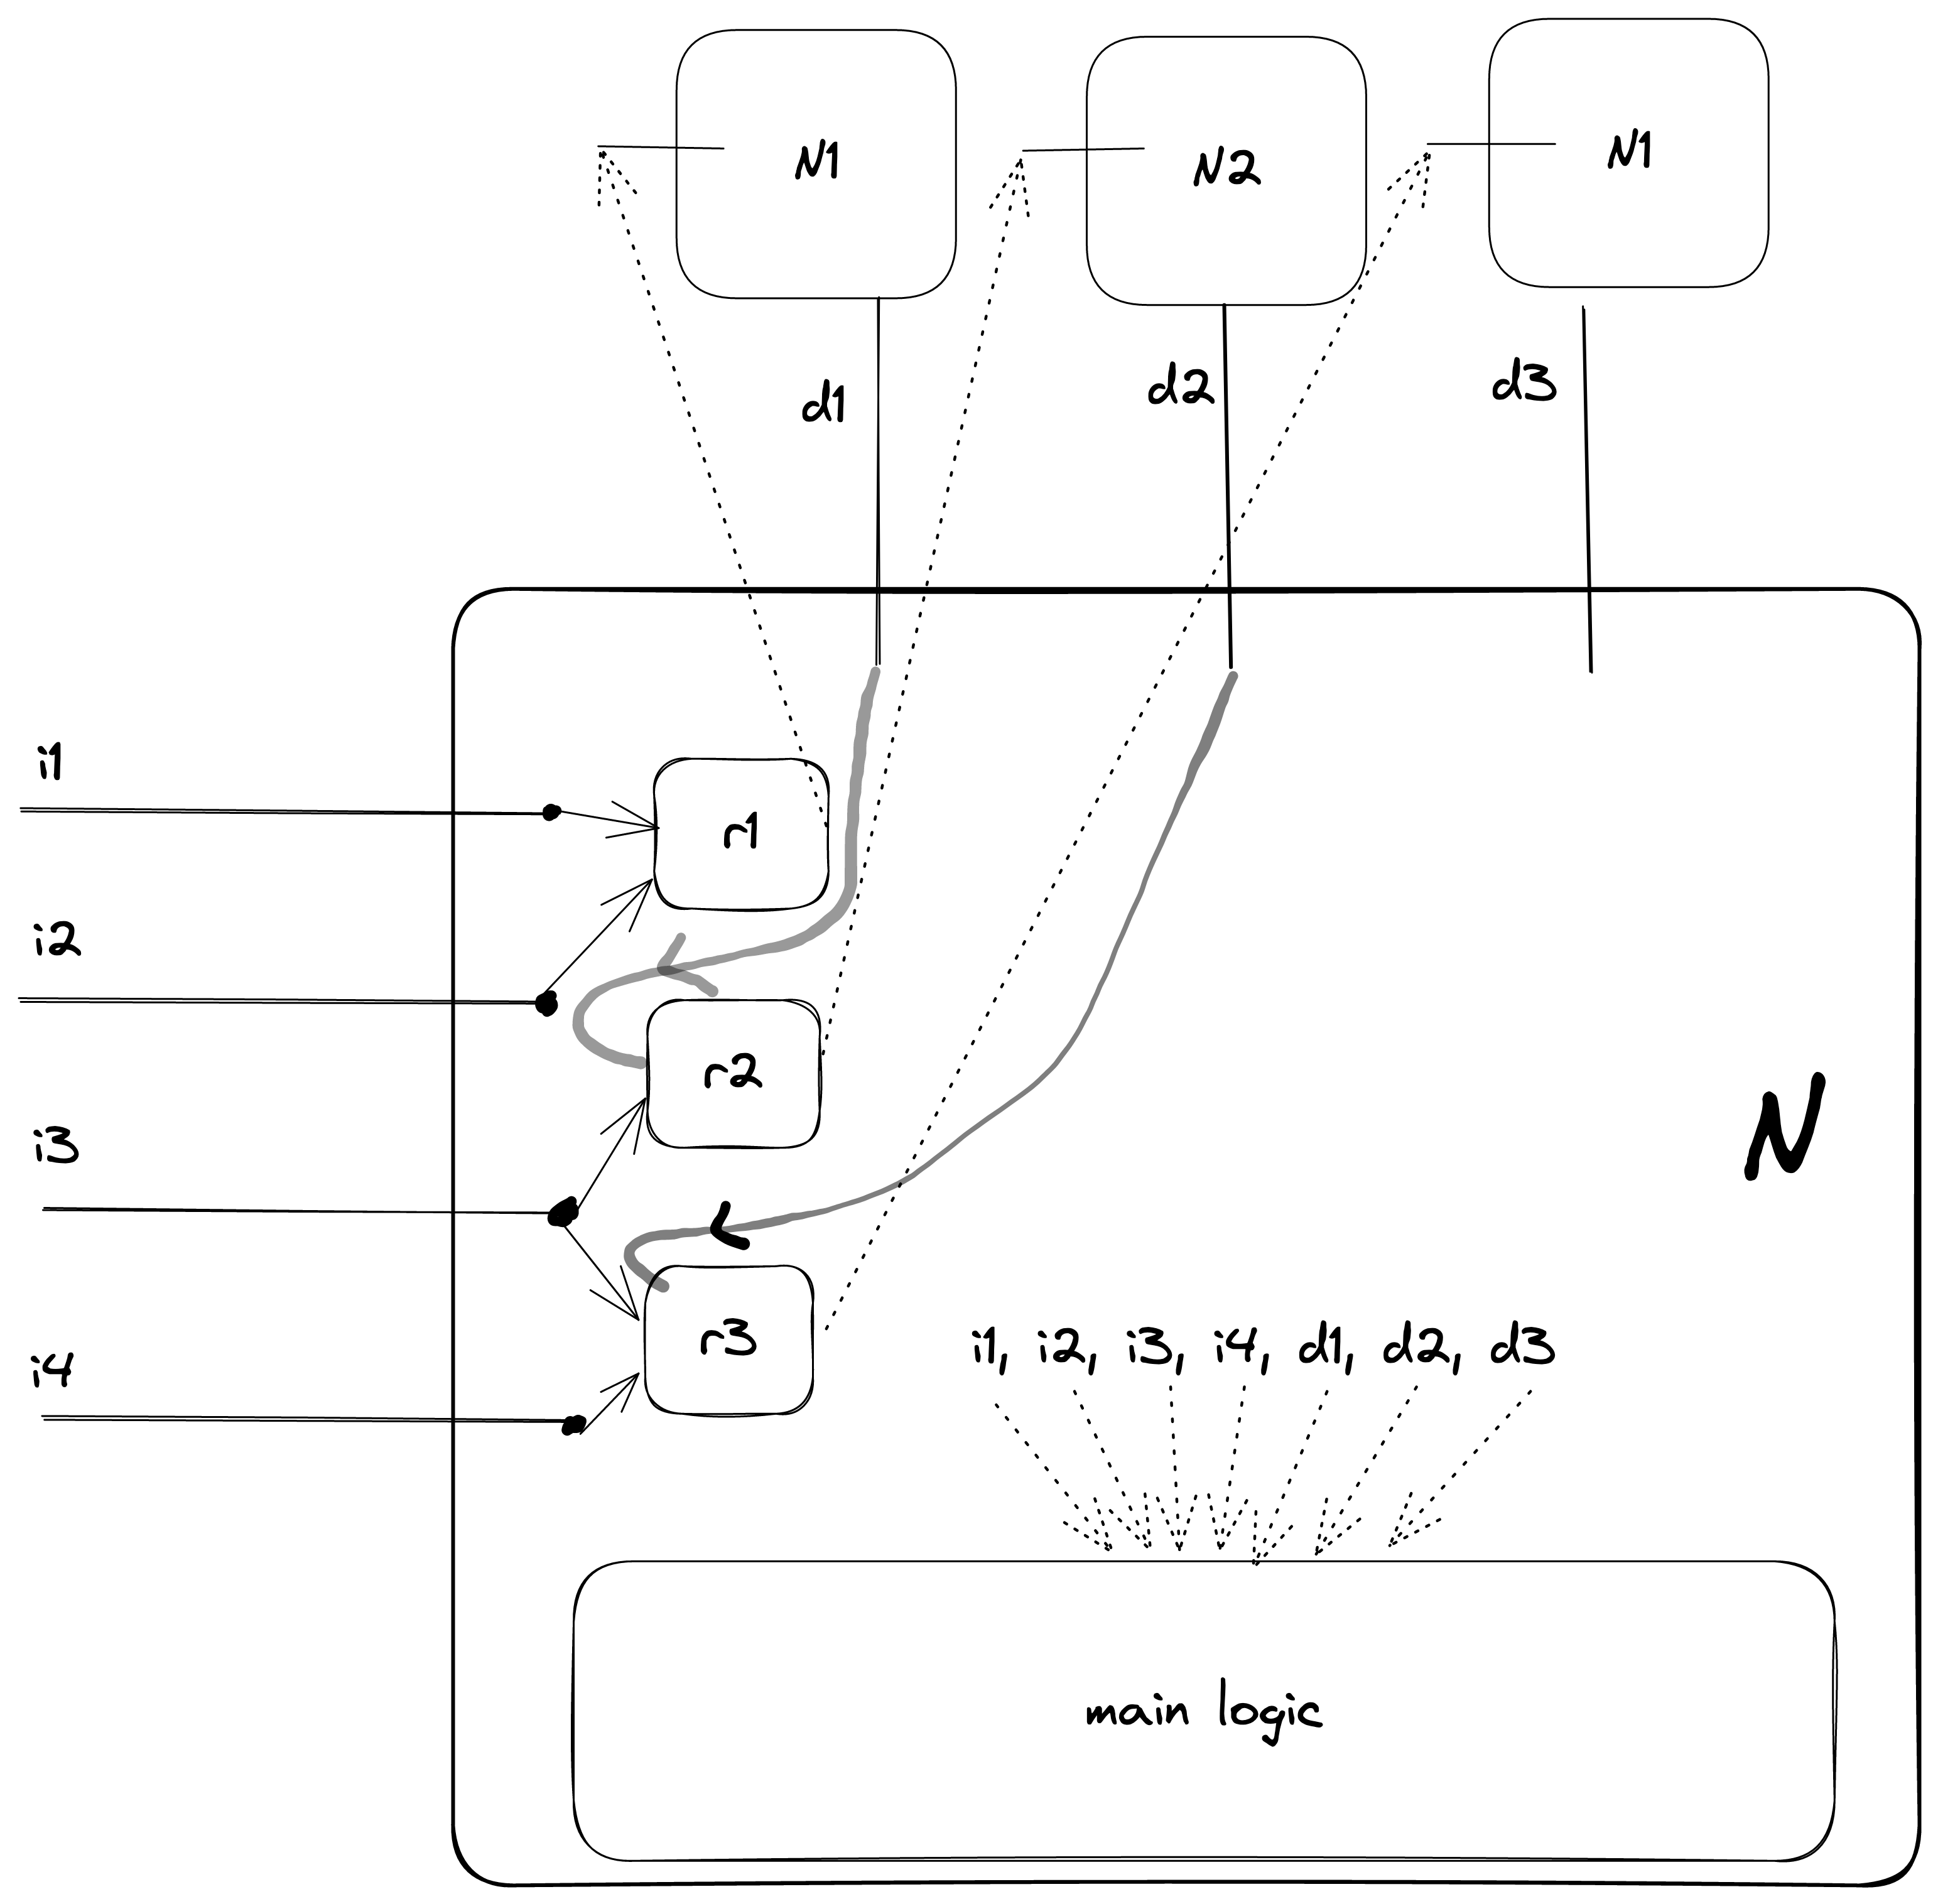 N1
N2
N1
d1
d2
d3
i1
r1
i2
r2
i3
N
r3
i1, i2, i3, i4, d1, d2, d3
i4
main logic